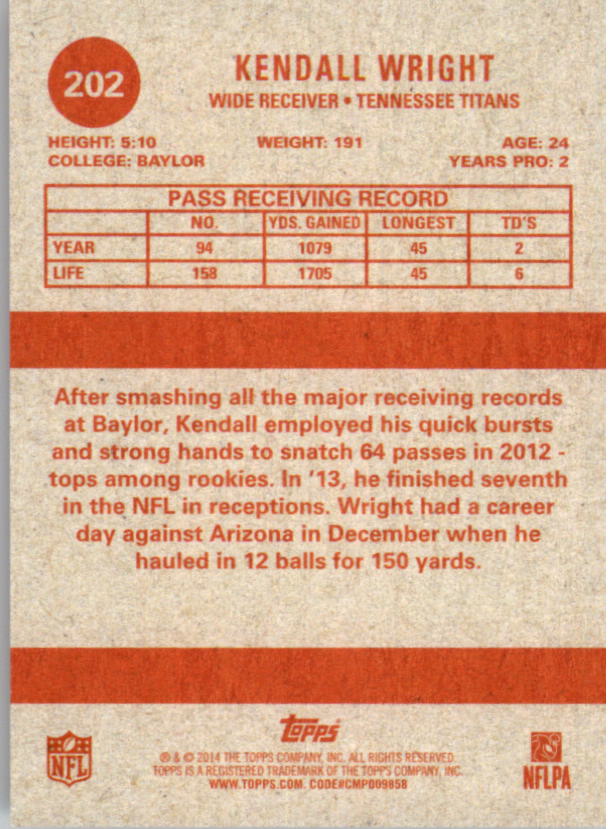 202
KENDALL WRIGHT
WIDE RECEIVER • TENNESSEE TITANS
HEIGHT: 5:10 WEIGHT: 191 AGE: 24
COLLEGE: BAYLOR YEARS PRO: 2
PASS RECEIVING RECORD
NO. YDS. GAINED LONGEST TD'S
YEAR 94 1079 45 2
LIFE 158 1705 45 6
After smashing all the major receiving records
at Baylor, Kendall employed his quick bursts
and strong hands to snatch 64 passes in 2012 -
tops among rookies. In '13, he finished seventh
in the NFL in receptions. Wright had a career
day against Arizona in December when he
hauled in 12 balls for 150 yards.
topps
® & © 2014 THE TOPPS COMPANY, INC. ALL RIGHTS RESERVED.
TOPPS IS A REGISTERED TRADEMARK OF THE TOPPS COMPANY, INC.
WWW.TOPPS.COM. CODE#CMP009858
NFL
NFLPA